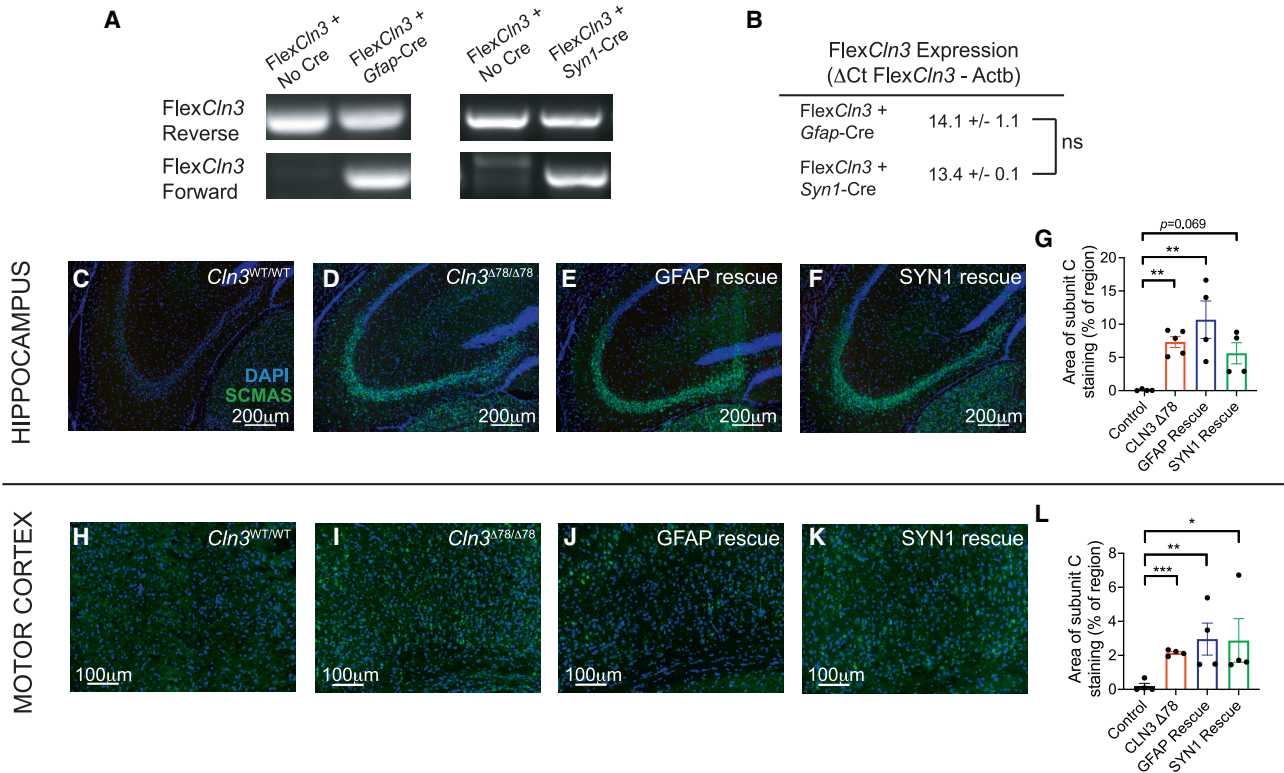 A
FlexCln3 +
No Cre
FlexCln3 +
Gfap-Cre
FlexCln3 +
No Cre
FlexCln3 +
Syn1-Cre
FlexCln3
Reverse
FlexCln3
Forward
B
FlexCln3 Expression
(ΔCt FlexCln3 - Actb)
FlexCln3 +
Gfap-Cre
14.1 +/- 1.1
FlexCln3 +
Syn1-Cre
13.4 +/- 0.1
ns
HIPPOCAMPUS
C
Cln3WT/WT
DAPI
SCMAS
200μm
D
Cln3Δ78/Δ78
200μm
E
GFAP rescue
200μm
F
SYN1 rescue
200μm
G
p=0.069
**
**
Area of subunit C
staining (% of region)
20
15
10
5
0
Control
CLN3 Δ78
GFAP Rescue
SYN1 Rescue
MOTOR CORTEX
H
Cln3WT/WT
100μm
I
Cln3Δ78/Δ78
100μm
J
GFAP rescue
100μm
K
SYN1 rescue
100μm
L
*
**
***
Area of subunit C
staining (% of region)
8
6
4
2
0
Control
CLN3 Δ78
GFAP Rescue
SYN1 Rescue